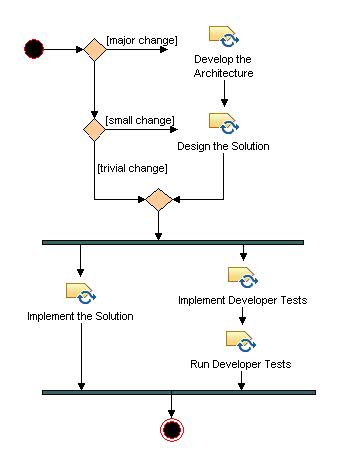 [major change]
Develop the
Architecture
[small change]
Design the Solution
[trivial change]
Implement Developer Tests
Implement the Solution
Run Developer Tests